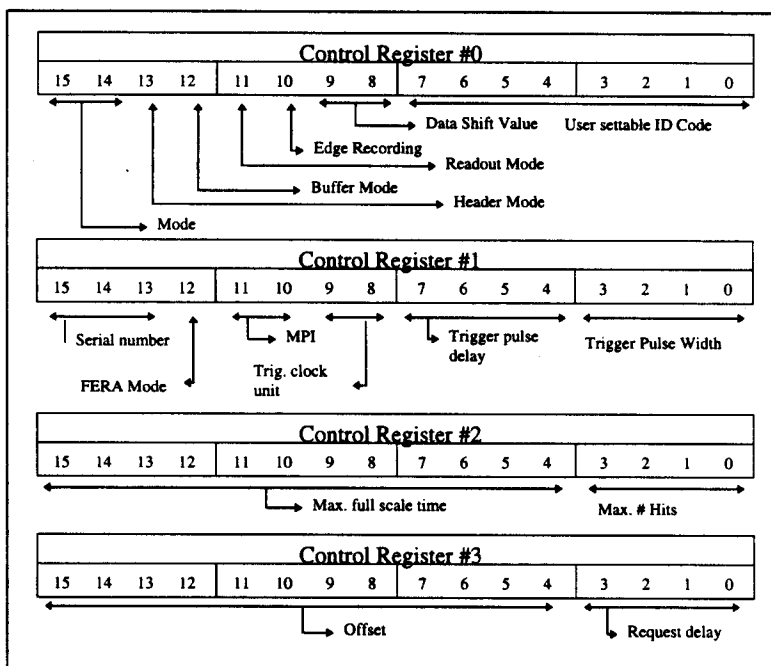 Control Register #0
15 14 13 12 11 10 9 8 7 6 5 4 3 2 1 0
Data Shift Value User settable ID Code
Edge Recording
Readout Mode
Buffer Mode
Header Mode
Mode
Control Register #1
15 14 13 12 11 10 9 8 7 6 5 4 3 2 1 0
Serial number MPI Trigger pulse delay Trigger Pulse Width
FERA Mode Trig. clock unit
Control Register #2
15 14 13 12 11 10 9 8 7 6 5 4 3 2 1 0
Max. full scale time Max. # Hits
Control Register #3
15 14 13 12 11 10 9 8 7 6 5 4 3 2 1 0
Offset Request delay